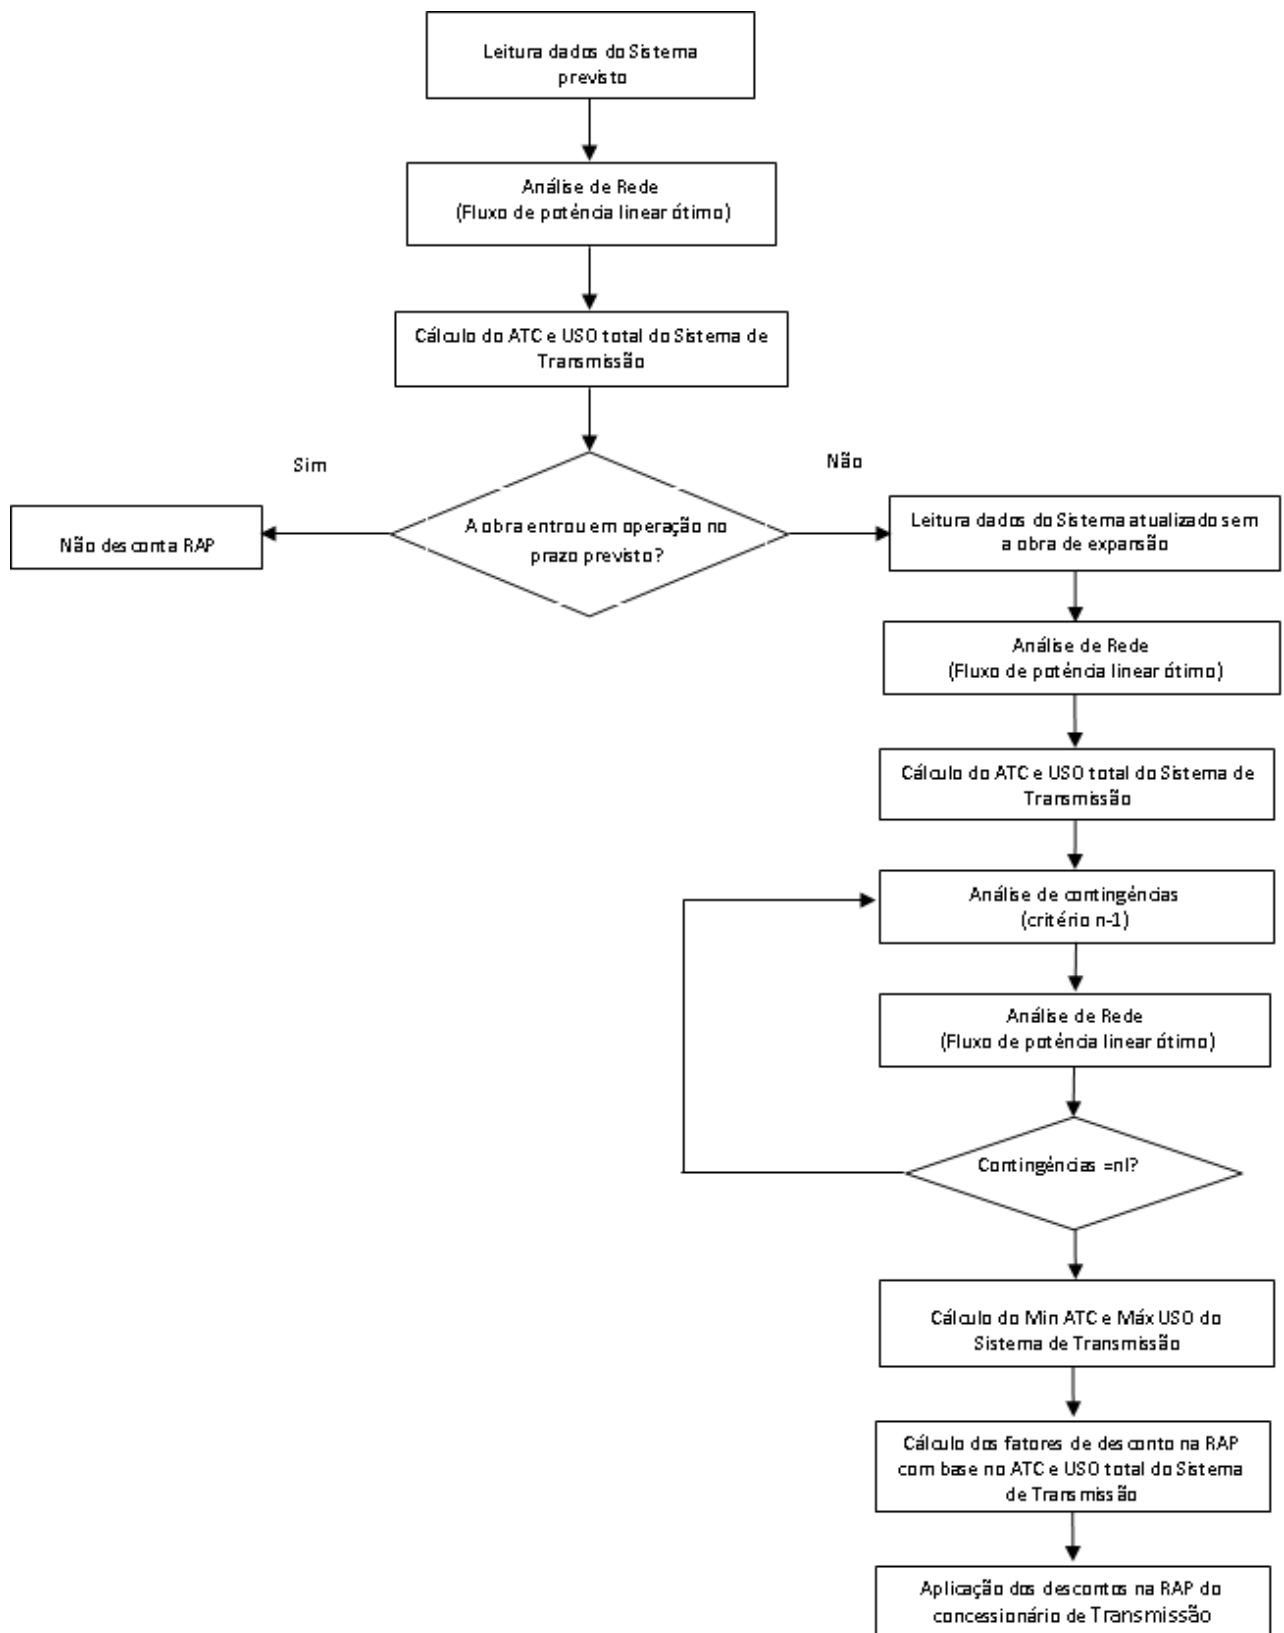 Leitura dados do Sistema
previsto
Análise de Rede
(Fluxo de potência linear ótimo)
Cálculo do ATC e USO total do Sistema de
Transmissão
Sim
Não
A obra entrou em operação no
prazo previsto?
Não desconta RAP
Leitura dados do Sistema atualizado sem
a obra de expansão
Análise de Rede
(Fluxo de potência linear ótimo)
Cálculo do ATC e USO total do Sistema de
Transmissão
Análise de contingências
(critério n-1)
Análise de Rede
(Fluxo de potência linear ótimo)
Contingências =nl?
Cálculo do Min ATC e Máx USO do
Sistema de Transmissão
Cálculo dos fatores de desconto na RAP
com base no ATC e USO total do Sistema
de Transmissão
Aplicação dos descontos na RAP do
concessionário de Transmissão